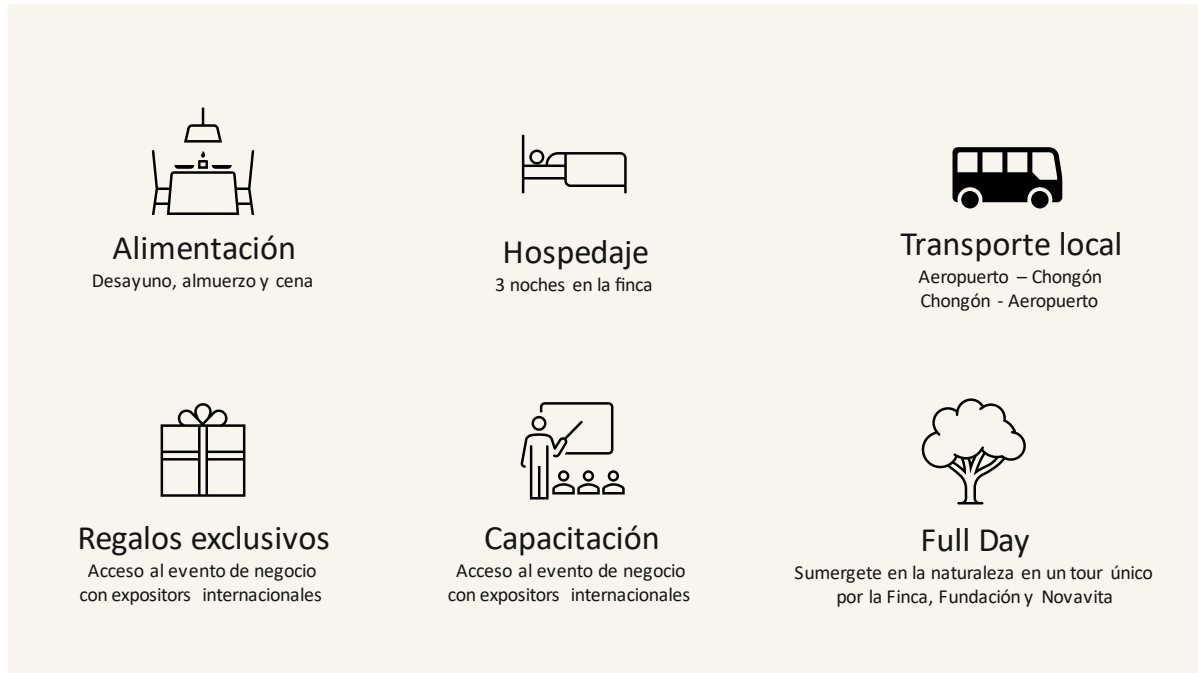 Alimentación
Desayuno, almuerzo y cena
Hospedaje
3 noches en la finca
Transporte local
Aeropuerto – Chongón
Chongón - Aeropuerto
Regalos exclusivos
Acceso al evento de negocio
con expositors internacionales
Capacitación
Acceso al evento de negocio
con expositors internacionales
Full Day
Sumergete en la naturaleza en un tour único
por la Finca, Fundación y Novavita